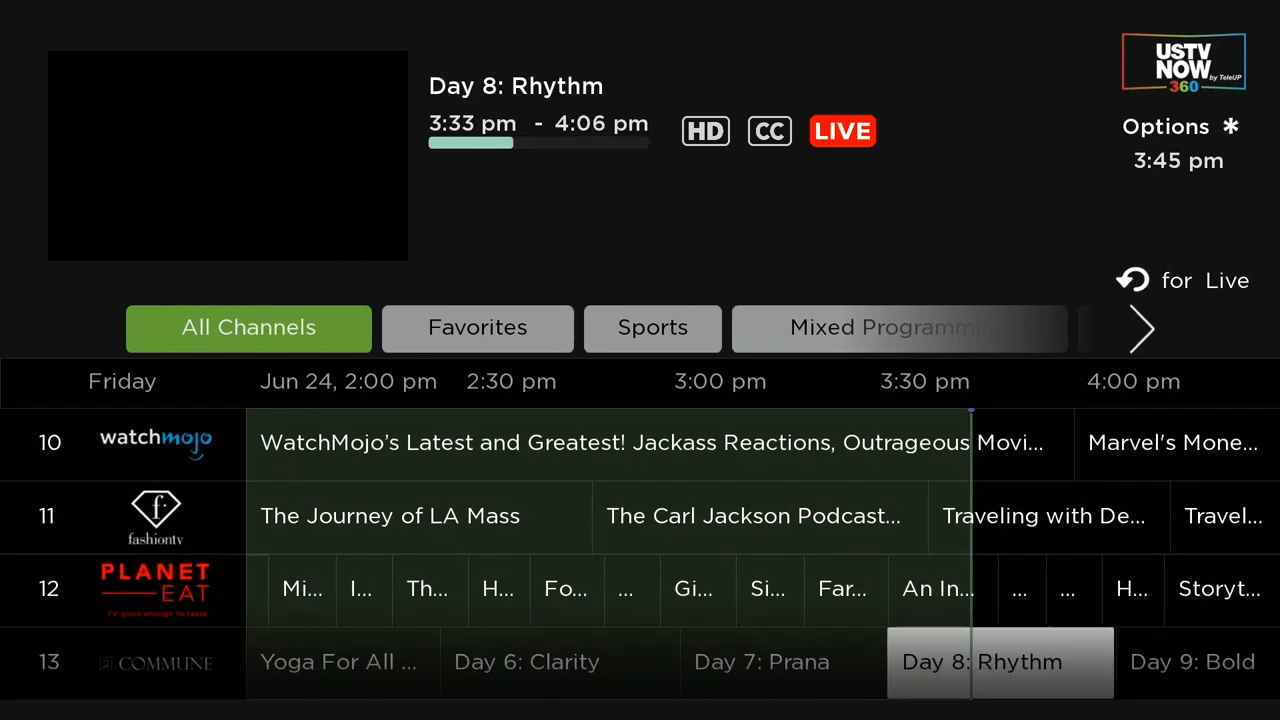 Day 8: Rhythm
3:33 pm - 4:06 pm HD CC LIVE
USTV NOW by TeleUP 360
Options *
3:45 pm
for Live
All Channels Favorites Sports Mixed Programmin
Friday Jun 24, 2:00 pm 2:30 pm 3:00 pm 3:30 pm 4:00 pm
10 watchmojo WatchMojo’s Latest and Greatest! Jackass Reactions, Outrageous Movi... Marvel's Mone...
11 f. fashiontv The Journey of LA Mass The Carl Jackson Podcast... Traveling with De... Travel...
12 PLANET EAT TV good enough to taste Mi... I... Th... H... Fo... ... Gi... Si... Far... An In... ... ... H... Storyt...
13 COMMUNE Yoga For All ... Day 6: Clarity Day 7: Prana Day 8: Rhythm Day 9: Bold